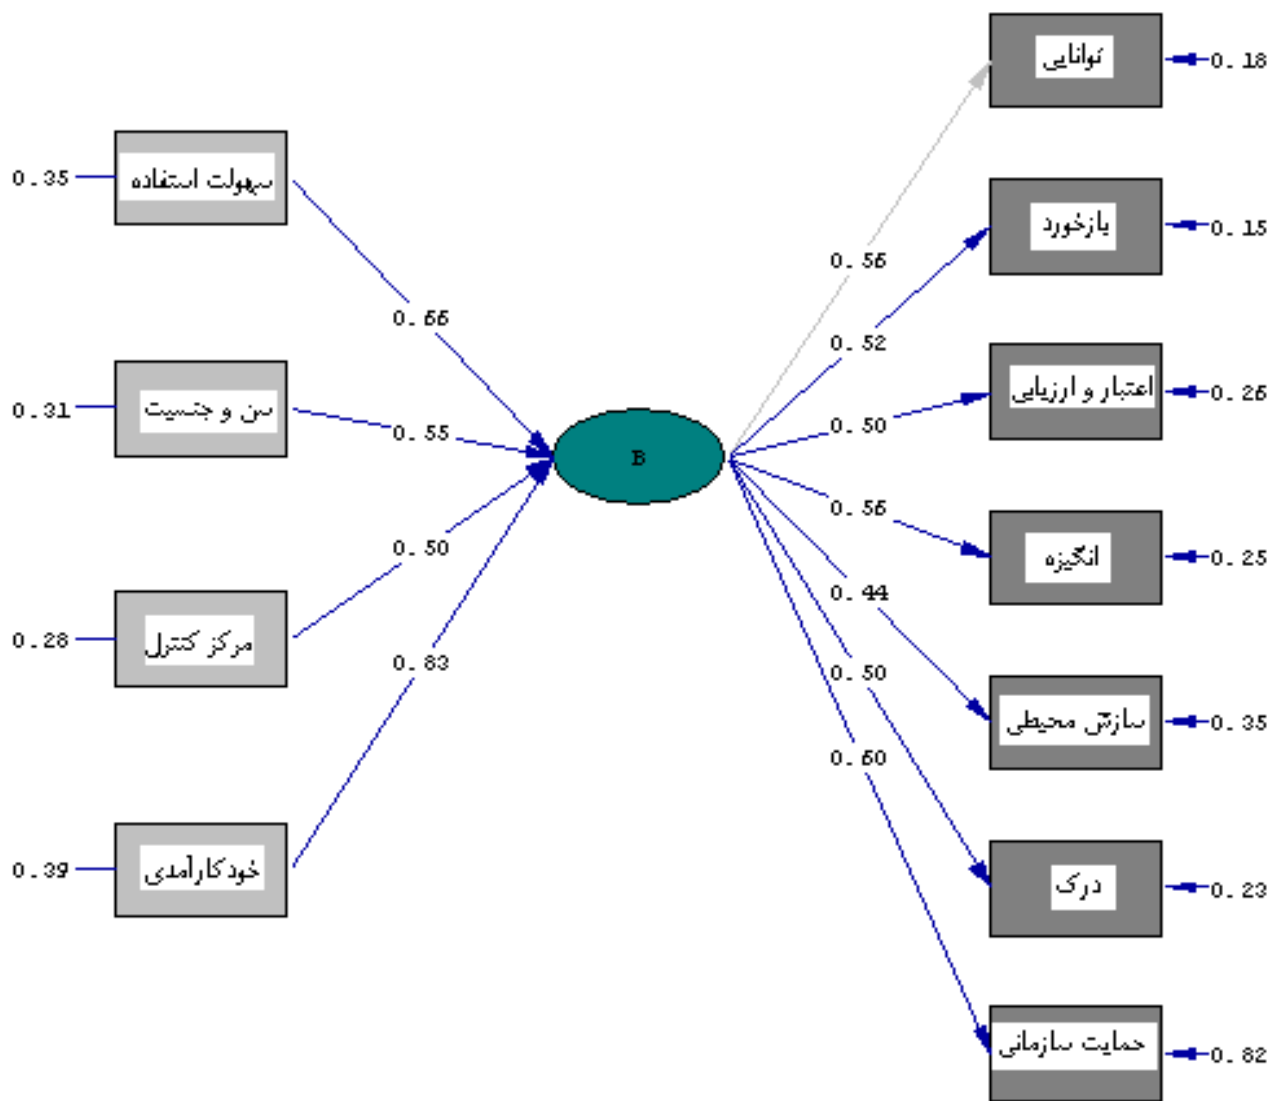 0.35
سهولت استفاده
0.31
سن و جنسیت
0.28
مرکز کنترل
0.39
خودکارآمدی
0.66
0.55
0.50
0.83
B
0.56
0.52
0.50
0.56
0.44
0.50
0.60
توانایی
0.18
بازخورد
0.15
اعتبار و ارزیابی
0.26
انگیزه
0.25
سازش محیطی
0.35
درک
0.23
حمایت سازمانی
0.82